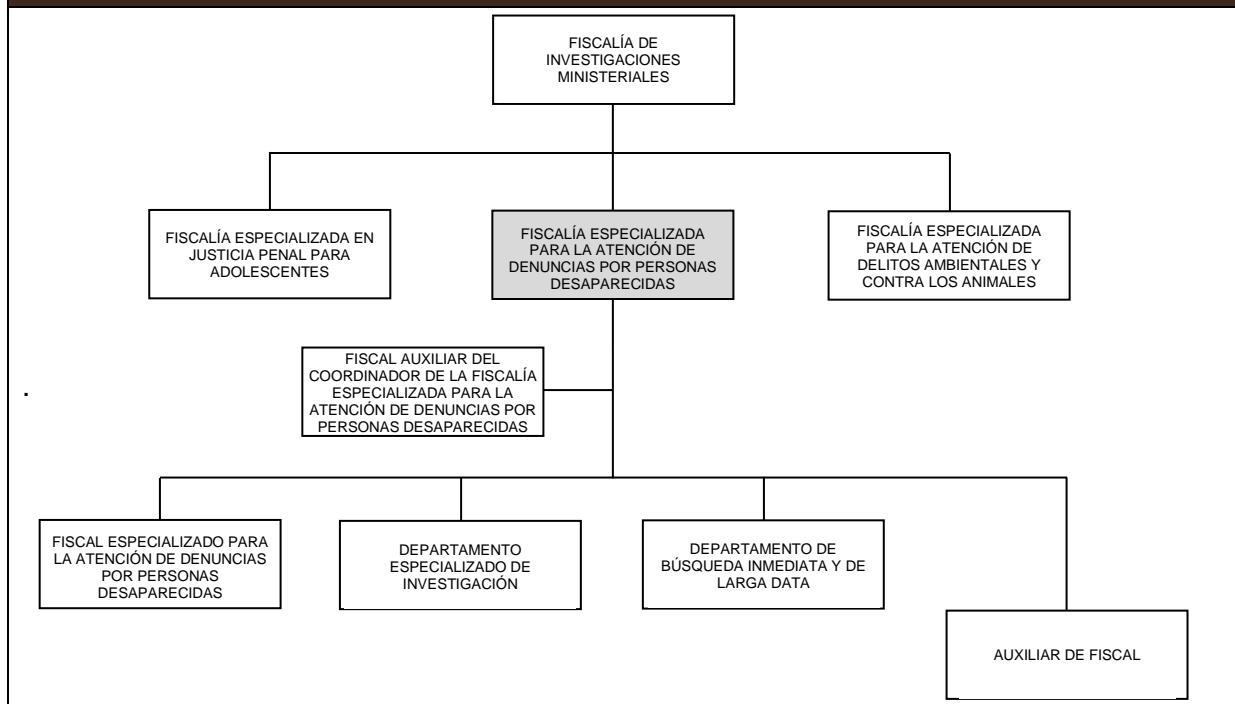 FISCALÍA DE
INVESTIGACIONES
MINISTERIALES
FISCALÍA ESPECIALIZADA EN
JUSTICIA PENAL PARA
ADOLESCENTES
FISCALÍA ESPECIALIZADA
PARA LA ATENCIÓN DE
DENUNCIAS POR PERSONAS
DESAPARECIDAS
FISCALÍA ESPECIALIZADA
PARA LA ATENCIÓN DE
DELITOS AMBIENTALES Y
CONTRA LOS ANIMALES
FISCAL AUXILIAR DEL
COORDINADOR DE LA FISCALÍA
ESPECIALIZADA PARA LA
ATENCIÓN DE DENUNCIAS POR
PERSONAS DESAPARECIDAS
.
FISCAL ESPECIALIZADO PARA
LA ATENCIÓN DE DENUNCIAS
POR PERSONAS
DESAPARECIDAS
DEPARTAMENTO
ESPECIALIZADO DE
INVESTIGACIÓN
DEPARTAMENTO DE
BÚSQUEDA INMEDIATA Y DE
LARGA DATA
AUXILIAR DE FISCAL